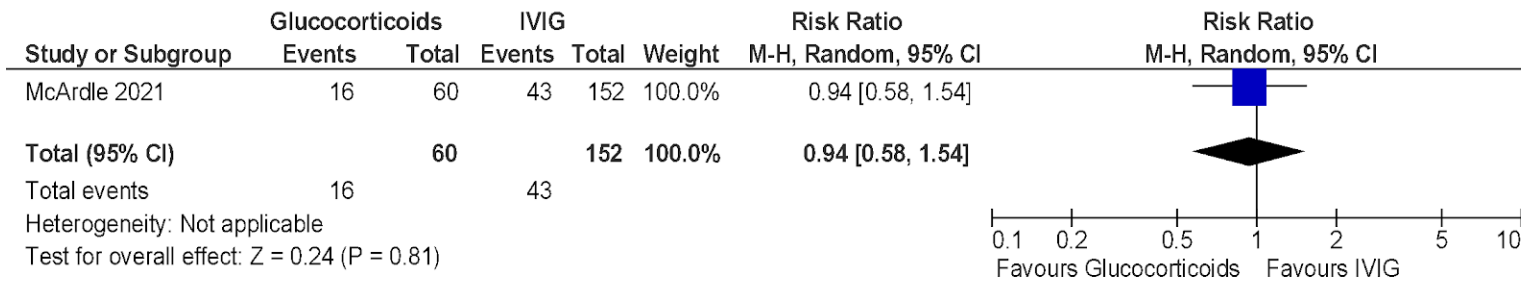 Glucocorticoids IVIG Risk Ratio Risk Ratio
Study or Subgroup Events Total Events Total Weight M-H, Random, 95% CI M-H, Random, 95% CI
McArdle 2021 16 60 43 152 100.0% 0.94 [0.58, 1.54]
Total (95% CI) 60 152 100.0% 0.94 [0.58, 1.54]
Total events 16 43
Heterogeneity: Not applicable
Test for overall effect: Z = 0.24 (P = 0.81)
0.1 0.2 0.5 1 2 5 10
Favours Glucocorticoids Favours IVIG